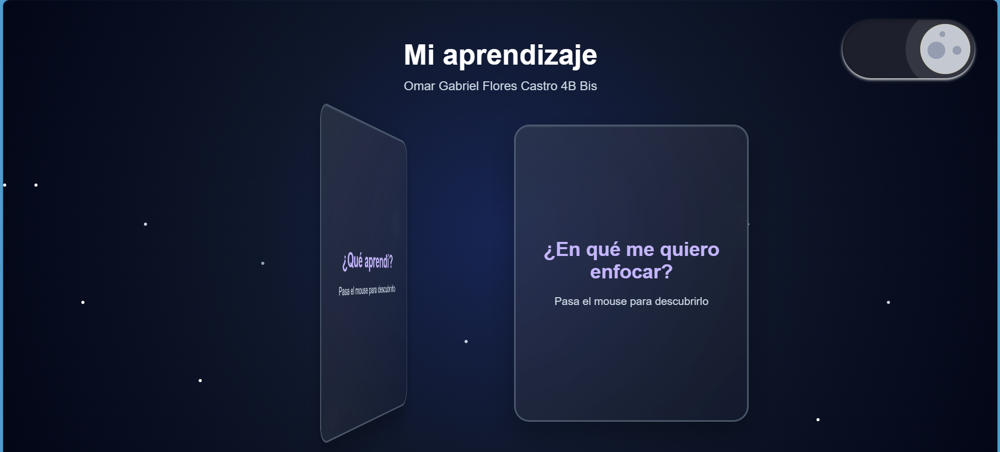 Mi aprendizaje
Omar Gabriel Flores Castro 4B Bis
¿Qué aprendí?
Pasa el mouse para descubrirlo
¿En qué me quiero
enfocar?
Pasa el mouse para descubrirlo